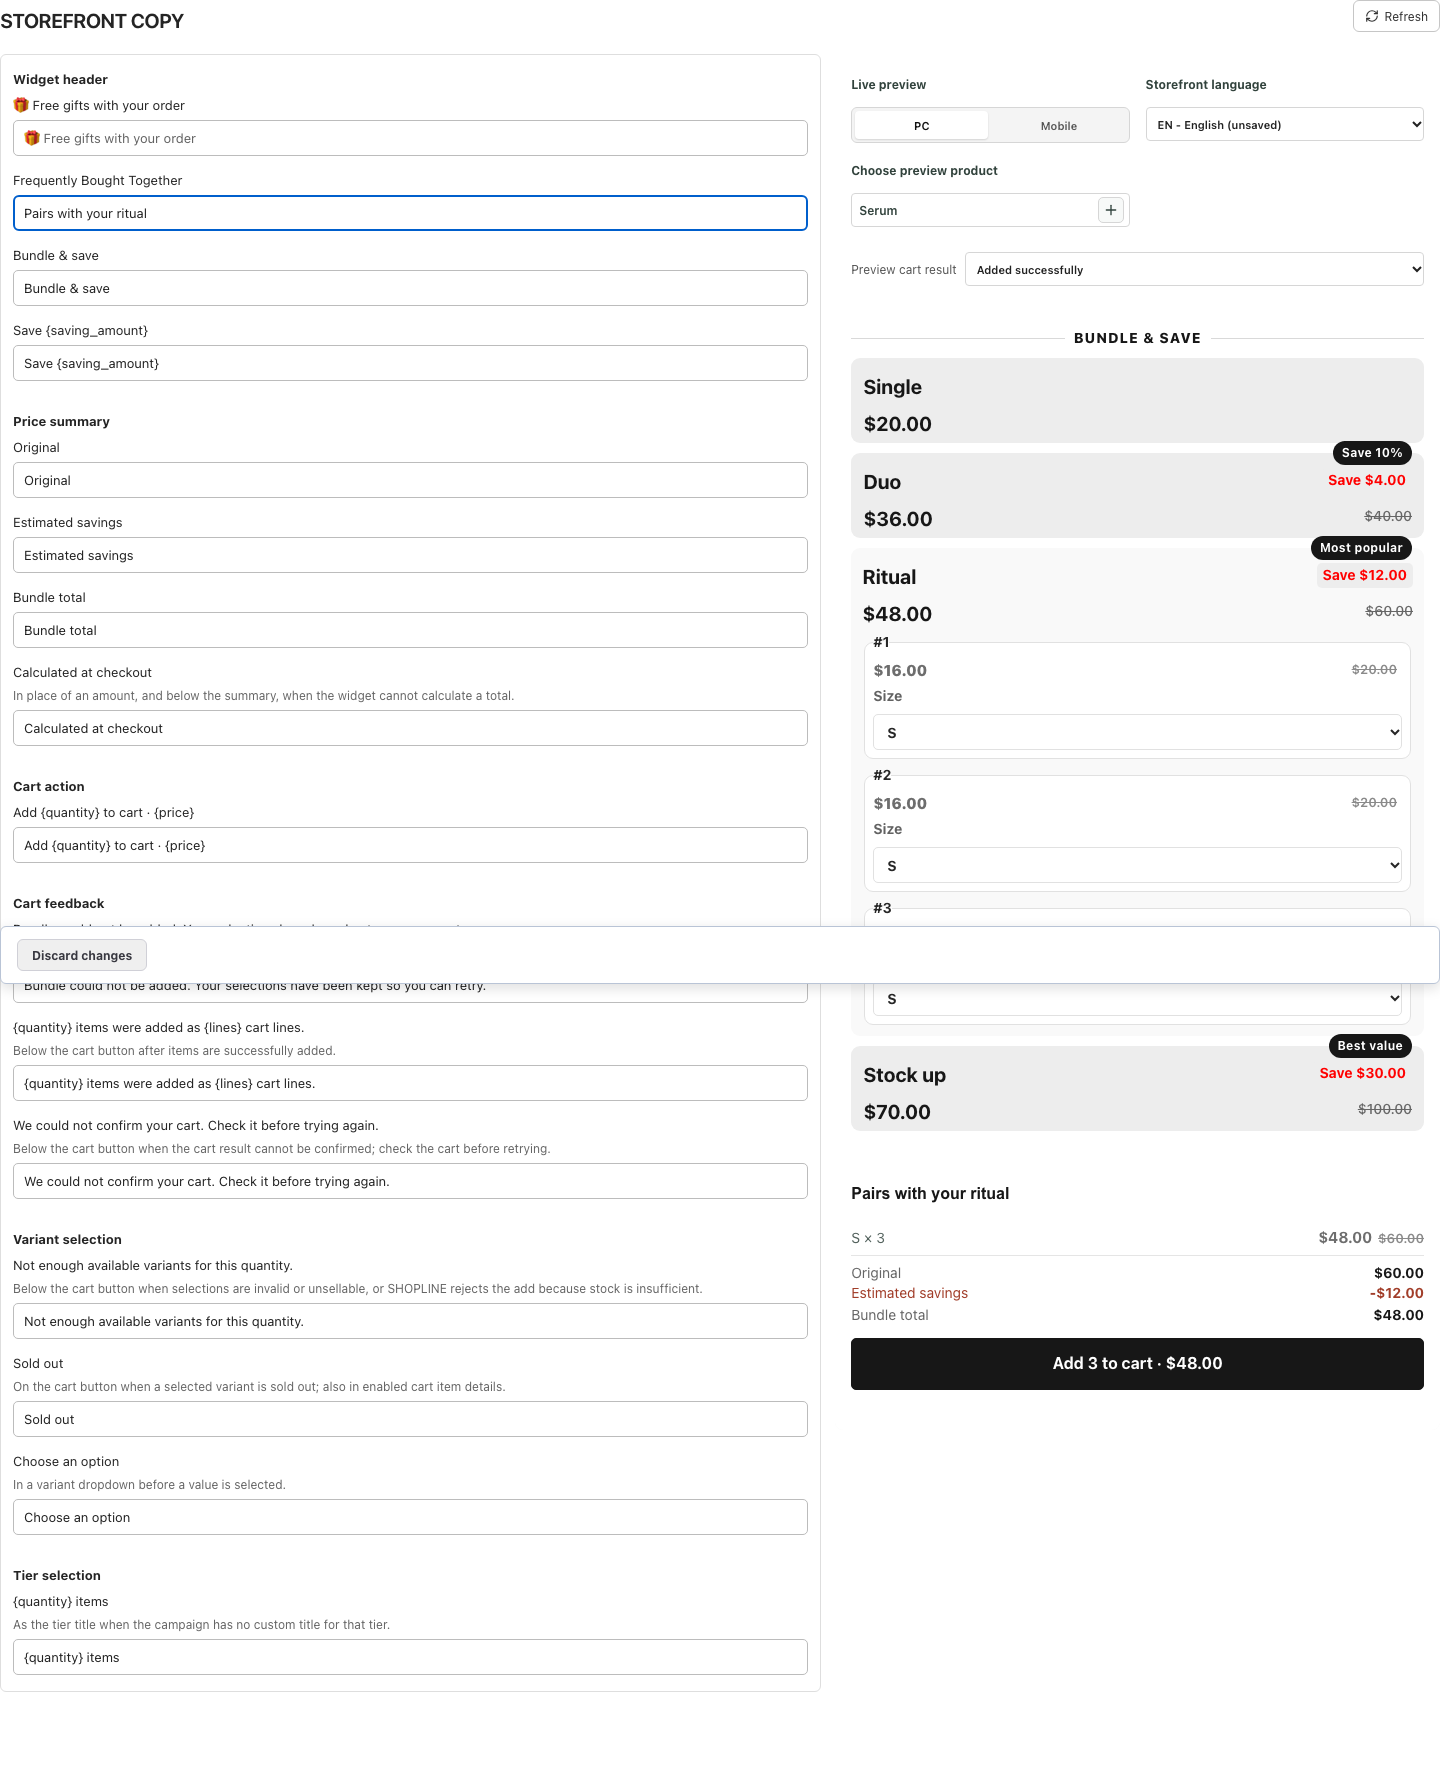 STOREFRONT COPY
Refresh
Widget header
🎁 Free gifts with your order
🎁 Free gifts with your order
Frequently Bought Together
Pairs with your ritual
Bundle & save
Bundle & save
Save {saving_amount}
Save {saving_amount}
Price summary
Original
Original
Estimated savings
Estimated savings
Bundle total
Bundle total
Calculated at checkout
In place of an amount, and below the summary, when the widget cannot calculate a total.
Calculated at checkout
Cart action
Add {quantity} to cart · {price}
Add {quantity} to cart · {price}
Cart feedback
Discard changes
Bundle could not be added. Your selections have been kept so you can retry.
{quantity} items were added as {lines} cart lines.
Below the cart button after items are successfully added.
{quantity} items were added as {lines} cart lines.
We could not confirm your cart. Check it before trying again.
Below the cart button when the cart result cannot be confirmed; check the cart before retrying.
We could not confirm your cart. Check it before trying again.
Variant selection
Not enough available variants for this quantity.
Below the cart button when selections are invalid or unsellable, or SHOPLINE rejects the add because stock is insufficient.
Not enough available variants for this quantity.
Sold out
On the cart button when a selected variant is sold out; also in enabled cart item details.
Sold out
Choose an option
In a variant dropdown before a value is selected.
Choose an option
Tier selection
{quantity} items
As the tier title when the campaign has no custom title for that tier.
{quantity} items
Live preview
PC
Mobile
Storefront language
EN - English (unsaved)
Choose preview product
Serum
Preview cart result
Added successfully
BUNDLE & SAVE
Single
$20.00
Save 10%
Duo
Save $4.00
$36.00
$40.00
Most popular
Ritual
Save $12.00
$48.00
$60.00
#1
$16.00
$20.00
Size
S
#2
$16.00
$20.00
Size
S
#3
S
Best value
Stock up
Save $30.00
$70.00
$100.00
Pairs with your ritual
S × 3
$48.00 $60.00
Original
$60.00
Estimated savings
-$12.00
Bundle total
$48.00
Add 3 to cart · $48.00